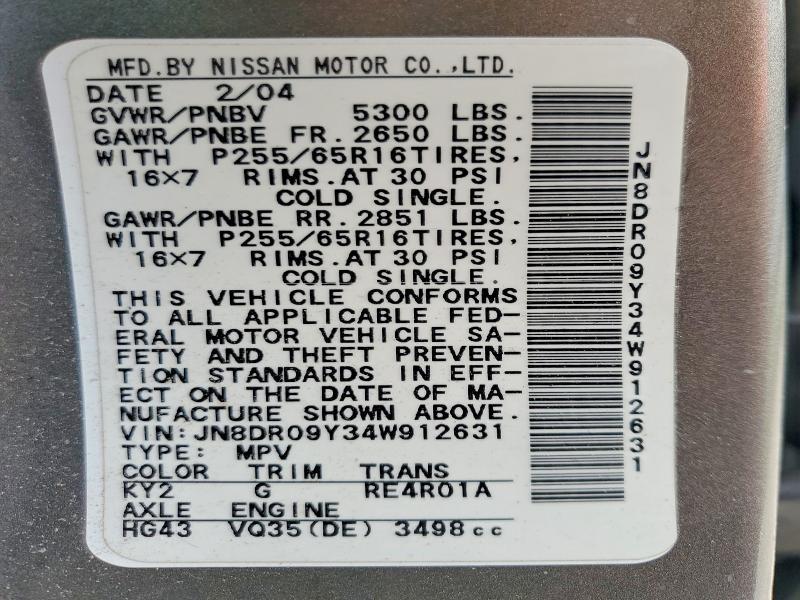 MFD.BY NISSAN MOTOR CO.,LTD.
DATE 2/04
GVWR/PNBV 5300 LBS.
GAWR/PNBE FR.2650 LBS.
WITH P255/65R16TIRES,
16×7 RIMS.AT 30 PSI
COLD SINGLE.
GAWR/PNBE RR.2851 LBS.
WITH P255/65R16TIRES,
16×7 RIMS.AT 30 PSI
COLD SINGLE.
THIS VEHICLE CONFORMS
TO ALL APPLICABLE FED-
ERAL MOTOR VEHICLE SA-
FETY AND THEFT PREVEN-
TION STANDARDS IN EFF-
ECT ON THE DATE OF MA-
NUFACTURE SHOWN ABOVE.
VIN:JN8DR09Y34W912631
TYPE: MPV
COLOR TRIM TRANS
KY2 G RE4R01A
AXLE ENGINE
HG43 VQ35(DE) 3498cc
JN8DR09Y34W912631